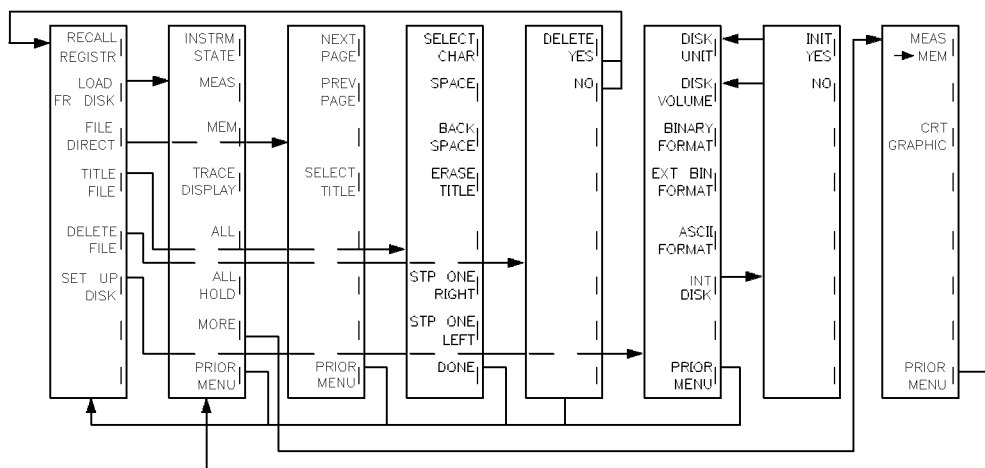 RECALL
REGISTR
LOAD
FR DISK
FILE
DIRECT
TITLE
FILE
DELETE
FILE
SET UP
DISK
INSTRM
STATE
MEAS
MEM
TRACE
DISPLAY
ALL
ALL
HOLD
MORE
PRIOR
MENU
NEXT
PAGE
PREV
PAGE
SELECT
TITLE
PRIOR
MENU
SELECT
CHAR
SPACE
BACK
SPACE
ERASE
TITLE
STP ONE
RIGHT
STP ONE
LEFT
DONE
DELETE
YES
NO
DISK
UNIT
DISK
VOLUME
BINARY
FORMAT
EXT BIN
FORMAT
ASCII
FORMAT
INT
DISK
PRIOR
MENU
INIT
YES
NO
MEAS
→ MEM
CRT
GRAPHIC
PRIOR
MENU